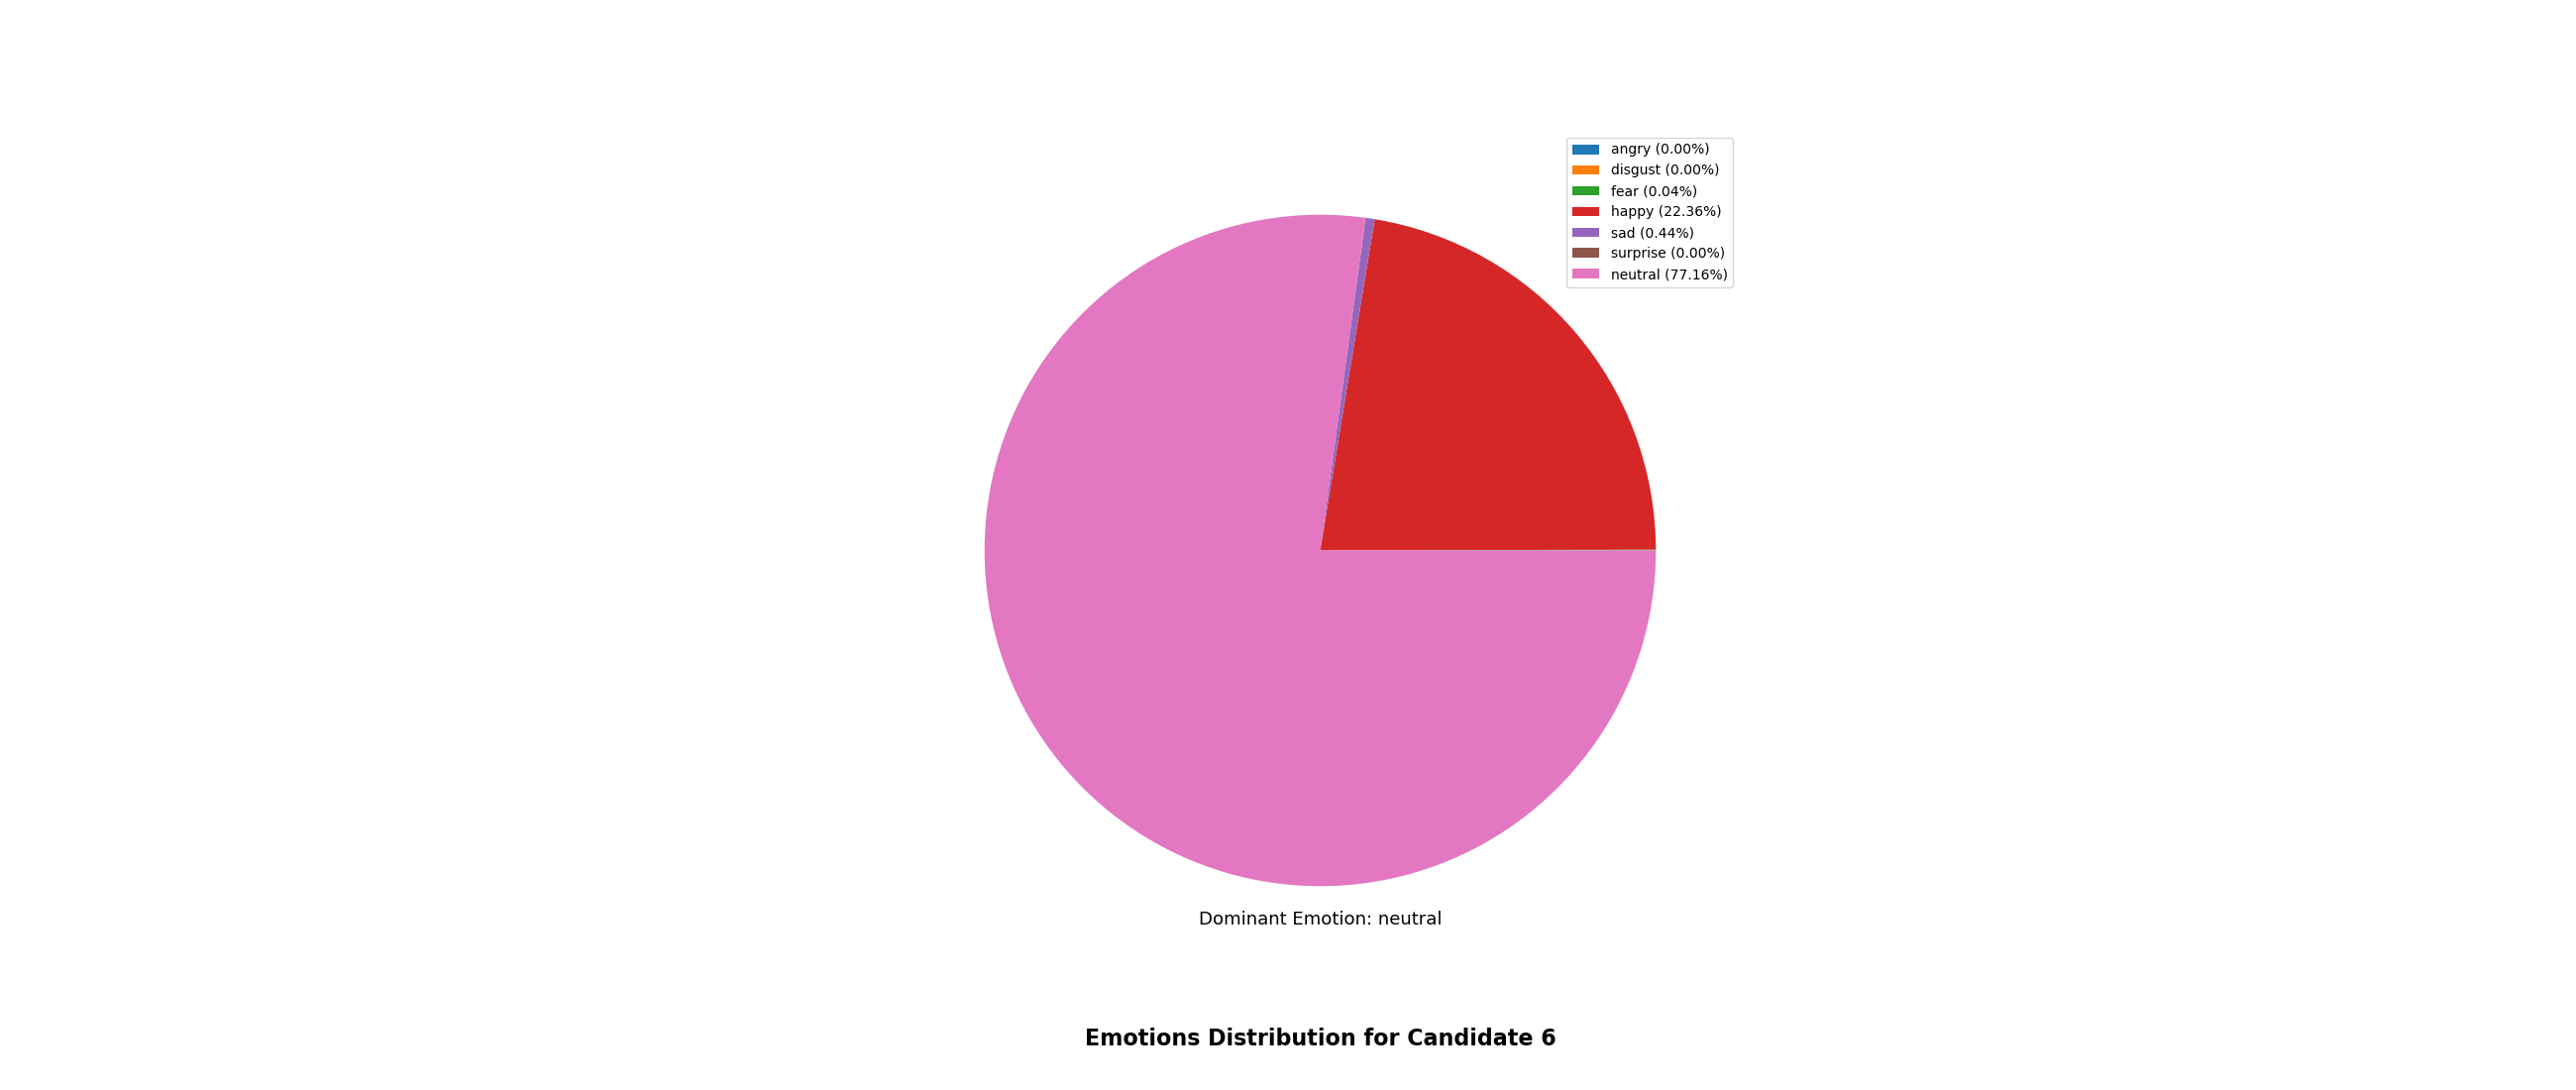 angry (0.00%)
disgust (0.00%)
fear (0.04%)
happy (22.36%)
sad (0.44%)
surprise (0.00%)
neutral (77.16%)
Dominant Emotion: neutral
Emotions Distribution for Candidate 6